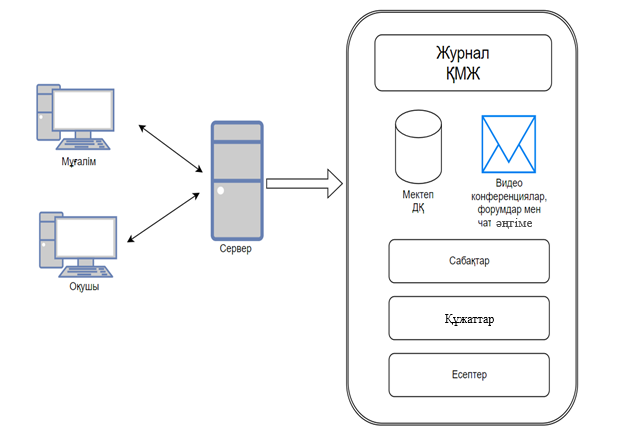 Журнал
ҚМЖ
Мұғалім
Мектеп
ДҚ
Видео
конференциялар,
форумдар мен
чат әңгіме
Сервер
Сабақтар
Оқушы
Құжаттар
Есептер